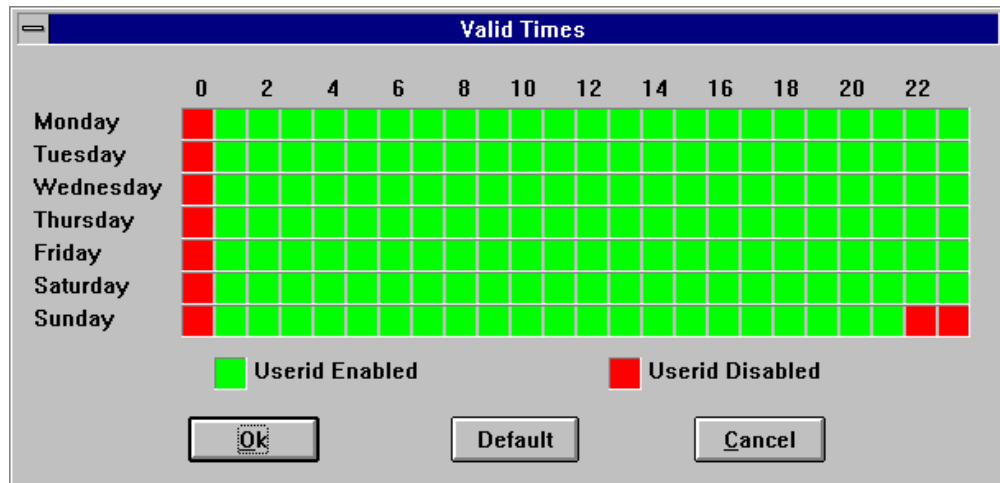 Valid Times
0 2 4 6 8 10 12 14 16 18 20 22
Monday
Tuesday
Wednesday
Thursday
Friday
Saturday
Sunday
Userid Enabled Userid Disabled
Ok Default Cancel